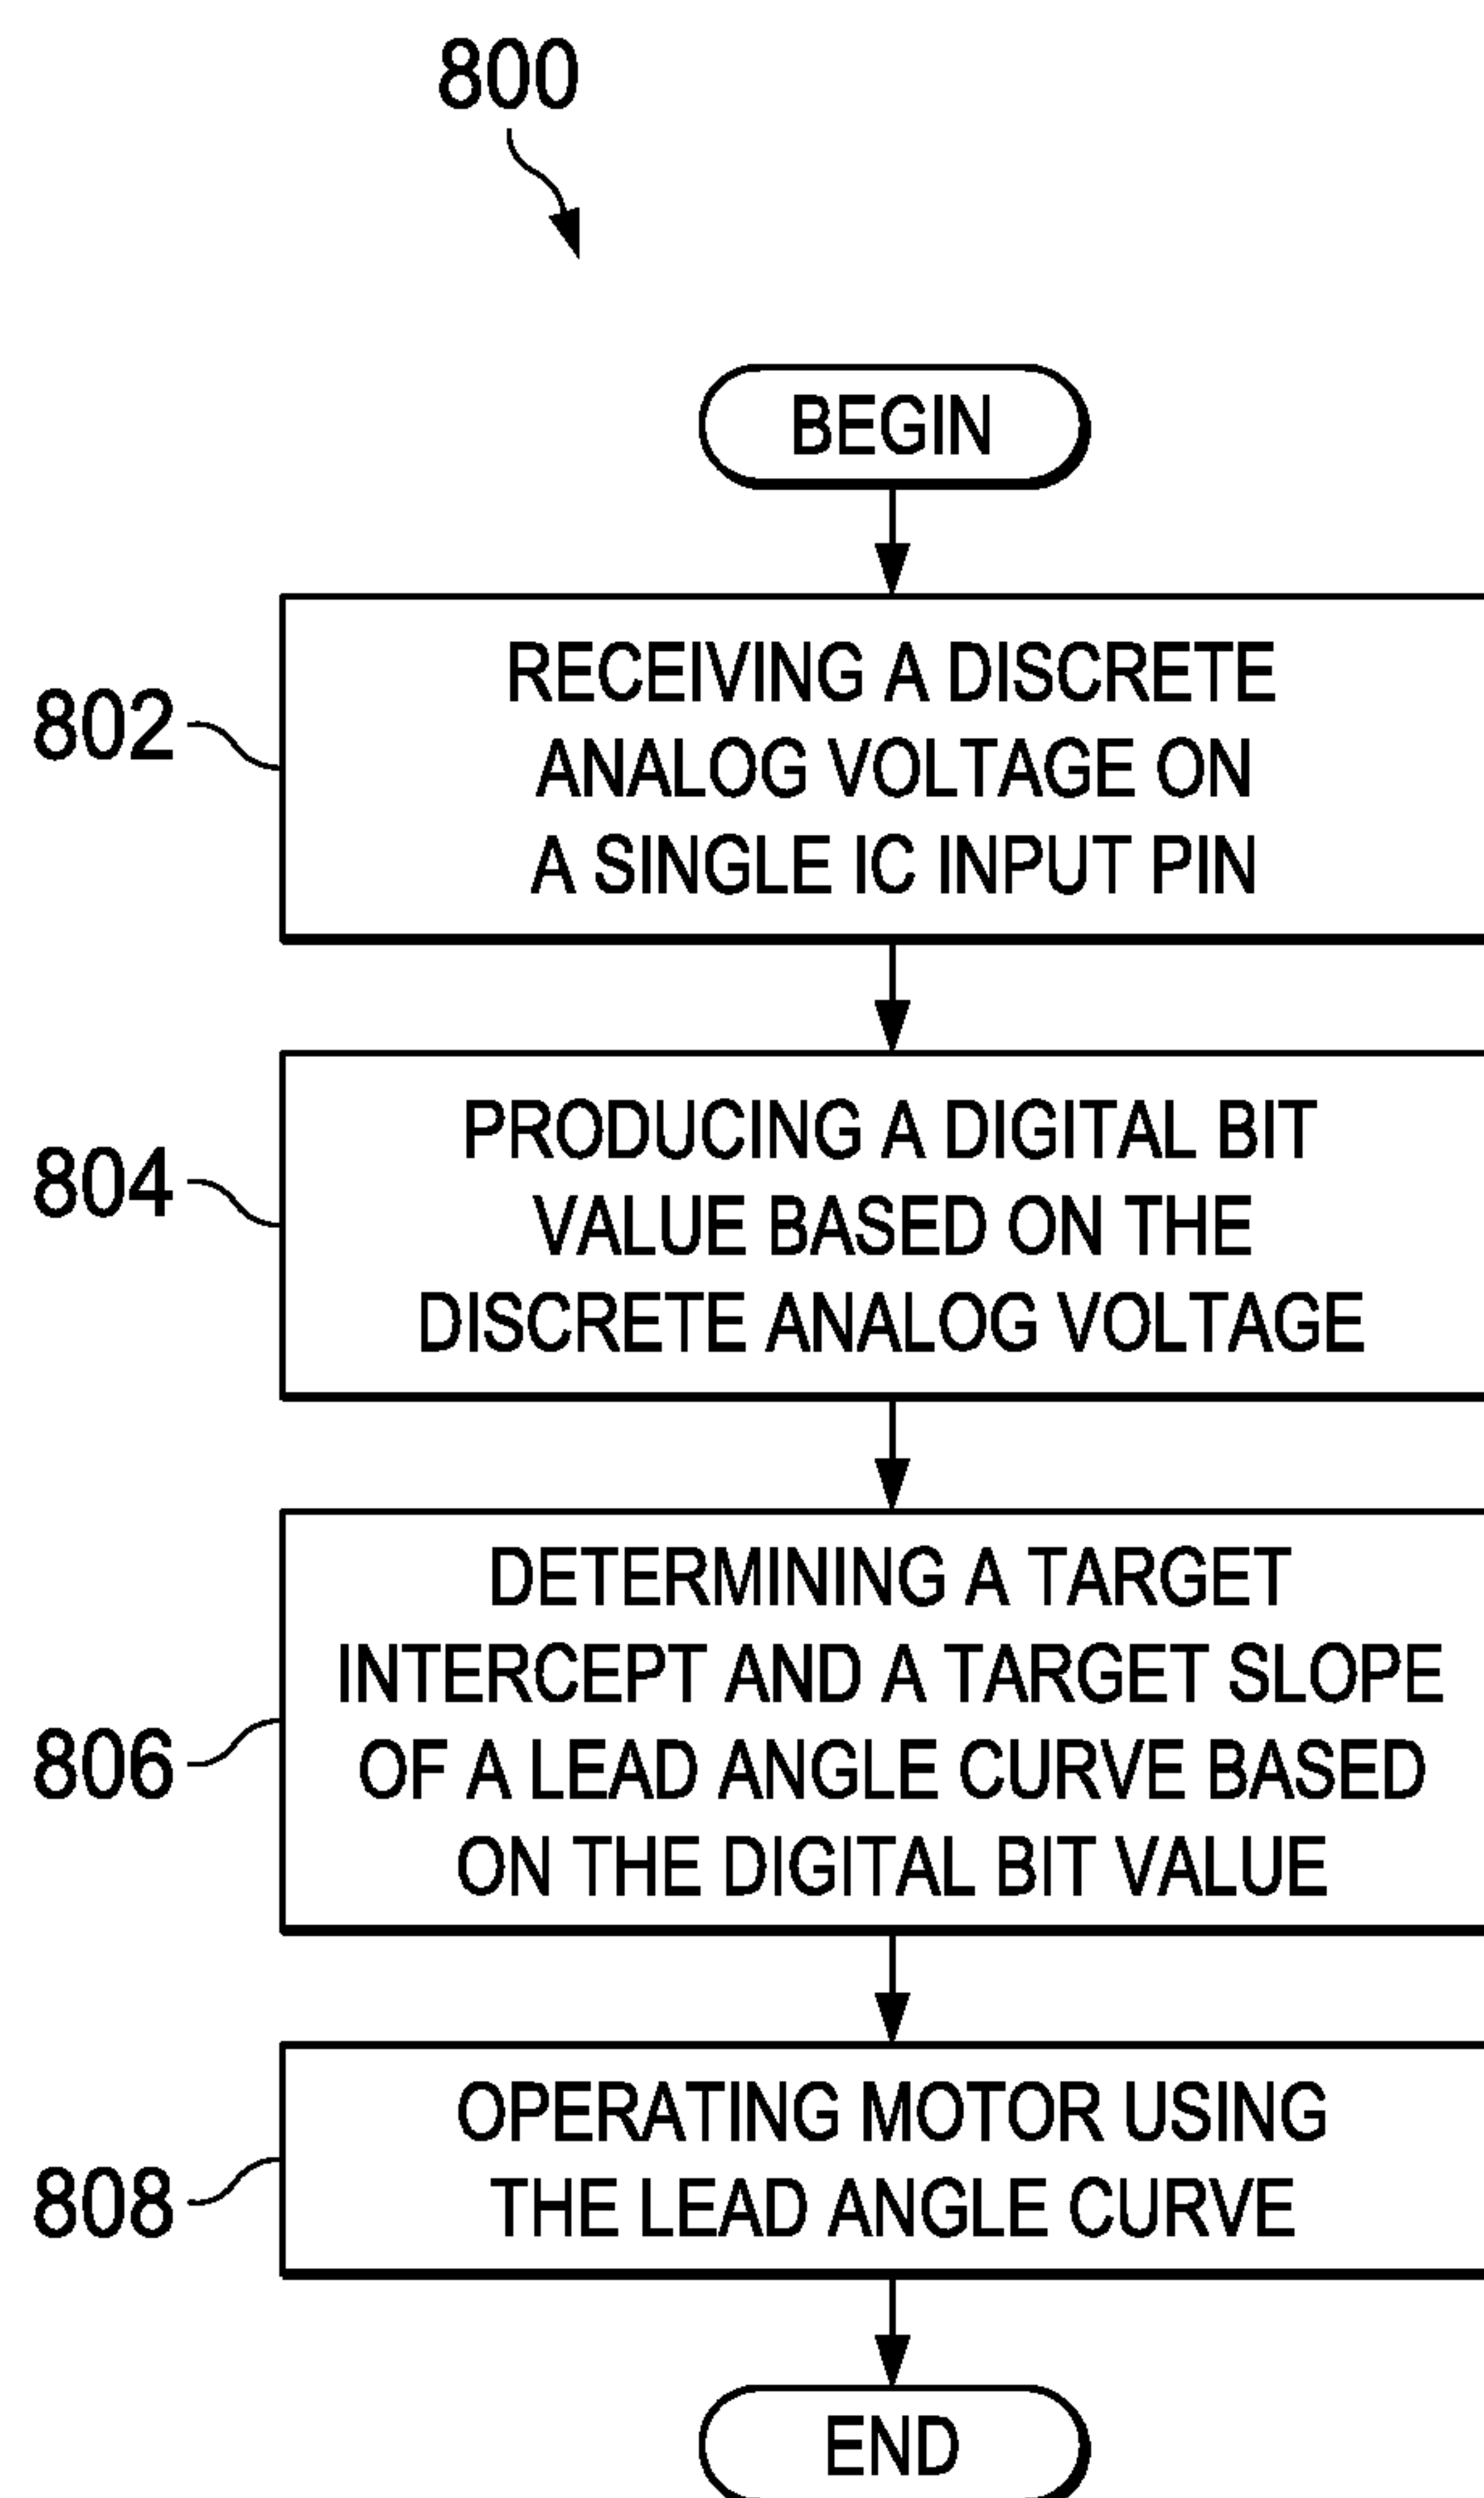 800
BEGIN
802
RECEIVING A DISCRETE
ANALOG VOLTAGE ON
A SINGLE IC INPUT PIN
804
PRODUCING A DIGITAL BIT
VALUE BASED ON THE
DISCRETE ANALOG VOLTAGE
806
DETERMINING A TARGET
INTERCEPT AND A TARGET SLOPE
OF A LEAD ANGLE CURVE BASED
ON THE DIGITAL BIT VALUE
808
OPERATING MOTOR USING
THE LEAD ANGLE CURVE
END